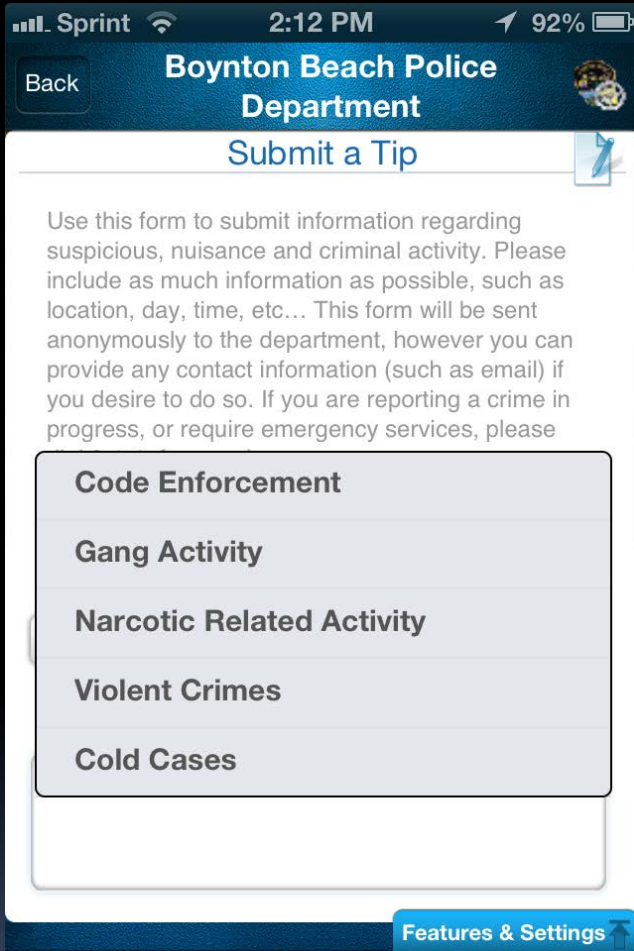 Sprint 2:12 PM 92%
Back
Boynton Beach Police
Department
Submit a Tip
Use this form to submit information regarding
suspicious, nuisance and criminal activity. Please
include as much information as possible, such as
location, day, time, etc... This form will be sent
anonymously to the department, however you can
provide any contact information (such as email) if
you desire to do so. If you are reporting a crime in
progress, or require emergency services, please
Code Enforcement
Gang Activity
Narcotic Related Activity
Violent Crimes
Cold Cases
Features & Settings